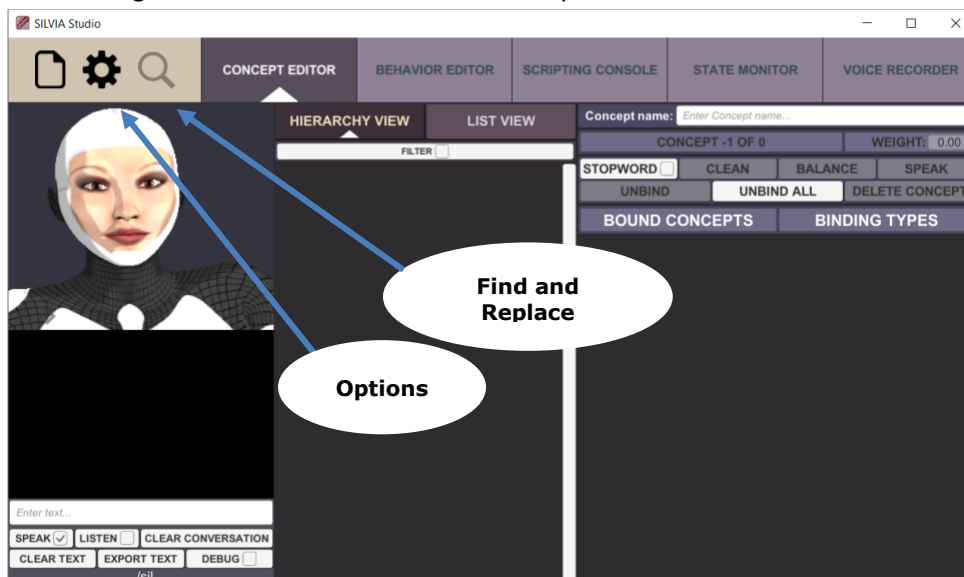 SILVIA Studio
CONCEPT EDITOR
BEHAVIOR EDITOR
SCRIPTING CONSOLE
STATE MONITOR
VOICE RECORDER
HIERARCHY VIEW
LIST VIEW
FILTER
Concept name: Enter Concept name...
CONCEPT -1 OF 0
WEIGHT: 0.00
STOPWORD
CLEAN
BALANCE
SPEAK
UNBIND
UNBIND ALL
DELETE CONCEPT
BOUND CONCEPTS
BINDING TYPES
Find and
Replace
Options
Enter text...
SPEAK
LISTEN
CLEAR CONVERSATION
CLEAR TEXT
EXPORT TEXT
DEBUG